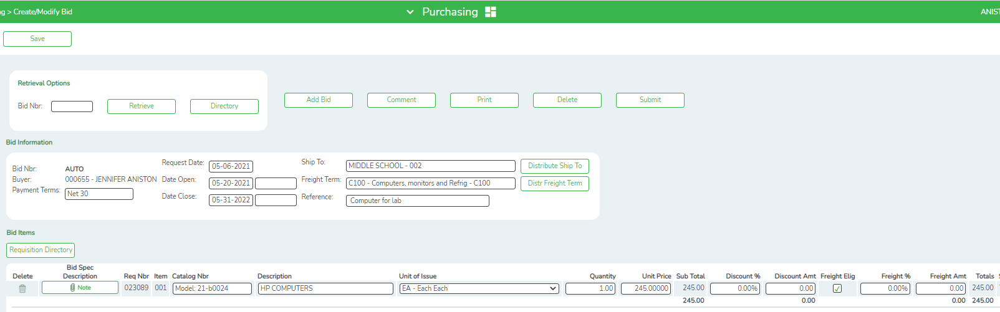 ng > Create/Modify Bid Purchasing ANIST
Save
Retrieval Options
Bid Nbr: Retrieve Directory Add Bid Comment Print Delete Submit
Bid Information
Bid Nbr: AUTO Request Date: 05-06-2021 Ship To: MIDDLE SCHOOL - 002 Distribute Ship To
Buyer: 000655 - JENNIFER ANISTON Date Open: 05-20-2021 Freight Term: C100 - Computers, monitors and Refrig - C100 Distr Freight Term
Payment Terms: Net 30 Date Close: 05-31-2022 Reference: Computer for lab
Bid Items
Requisition Directory
Delete Bid Spec Description Req Nbr Item Catalog Nbr Description Unit of Issue Quantity Unit Price Sub Total Discount % Discount Amt Freight Elig Freight % Freight Amt Totals
Note 023089 001 Model: 21-b0024 HP COMPUTERS EA - Each Each 1.00 245.00000 245.00 0.00% 0.00 0.00% 0.00 245.00
245.00 0.00 0.00 245.00